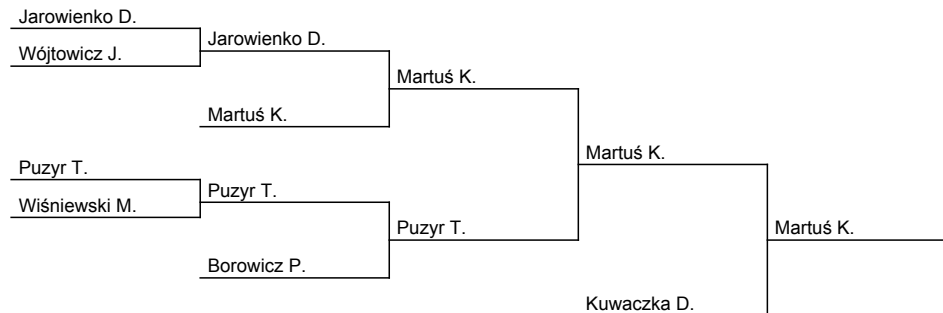 Jarowienko D.
Wójtowicz J.
Jarowienko D.
Martuś K.
Martuś K.
Puzyr T.
Wiśniewski M.
Puzyr T.
Borowicz P.
Puzyr T.
Martuś K.
Kuwaczka D.
Martuś K.